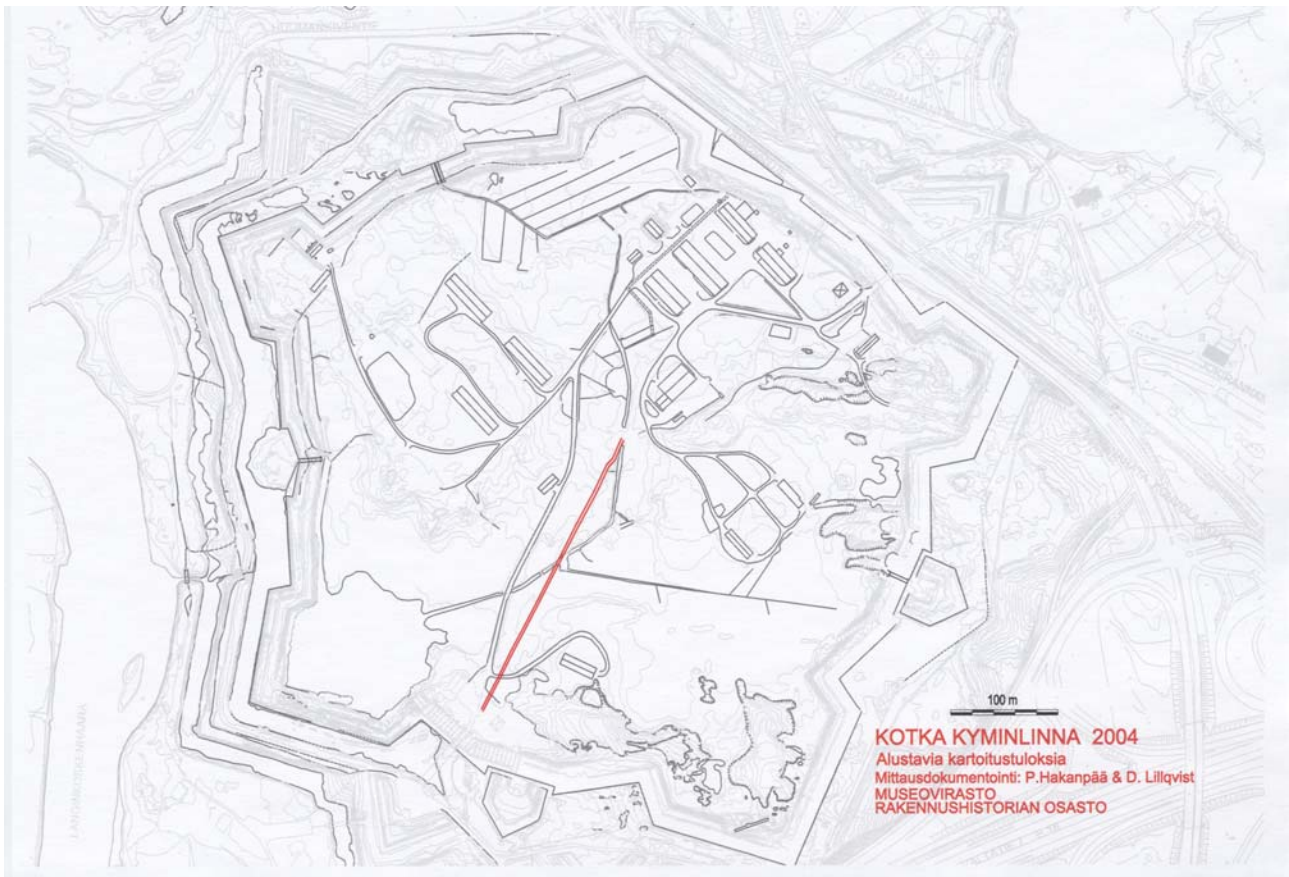 100 m
KOTKA KYMINLINNA 2004
Alustavia kartoitustuloksia
Mittausdokumentointi: P.Hakanpää & D. Lillqvist
MUSEOVIRASTO
RAKENNUSHISTORIAN OSASTO